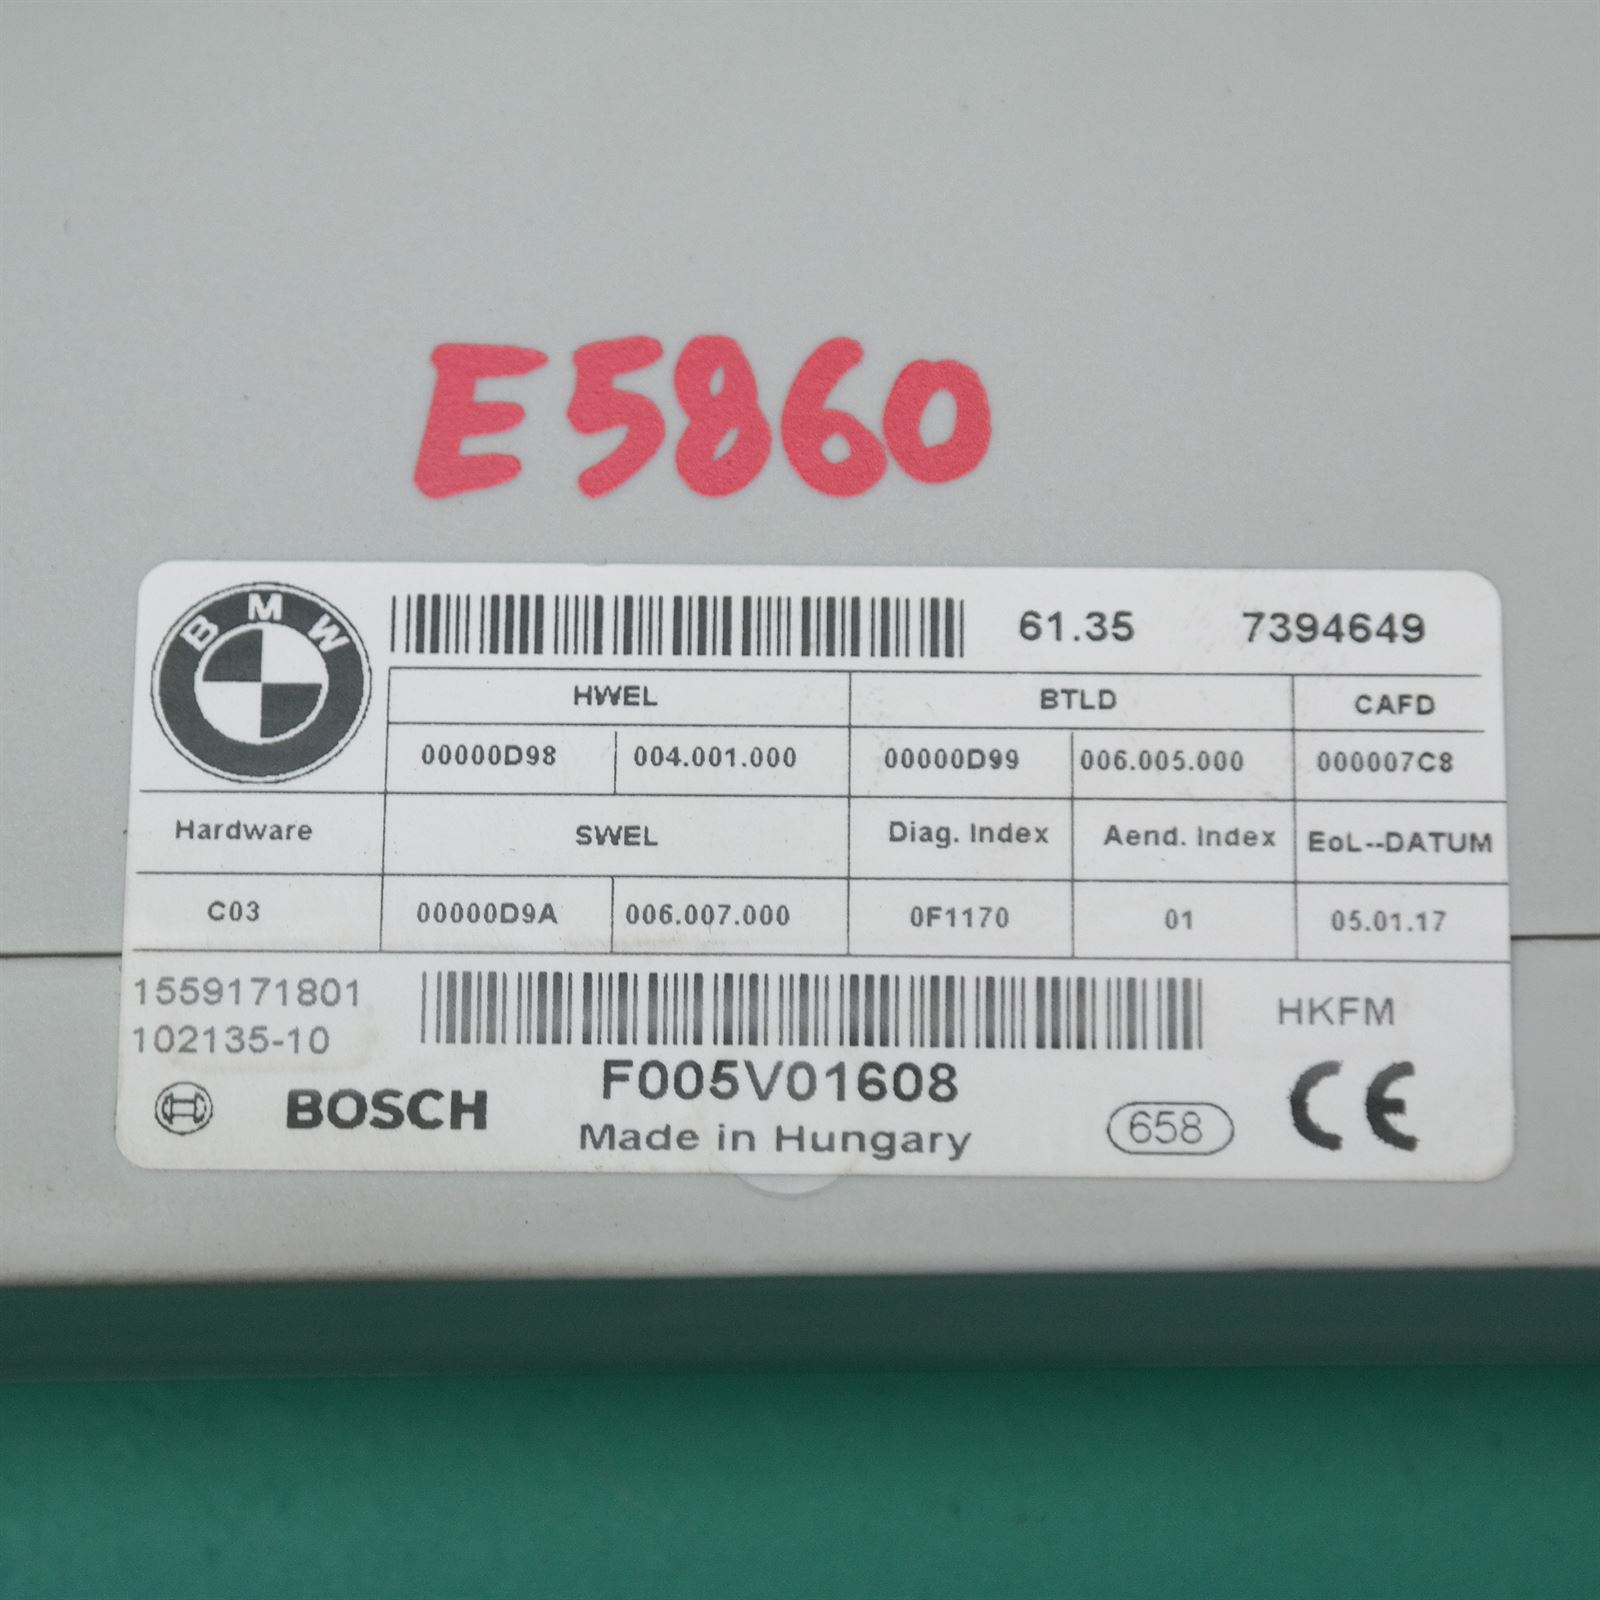 E5860
BMW
61.35 7394649
HWEL BTLD CAFD
00000D98 004.001.000 00000D99 006.005.000 000007C8
Hardware SWEL Diag. Index Aend. Index EoL--DATUM
C03 00000D9A 006.007.000 0F1170 01 05.01.17
1559171801 HKFM
102135-10
F005V01608
BOSCH Made in Hungary 658 CE